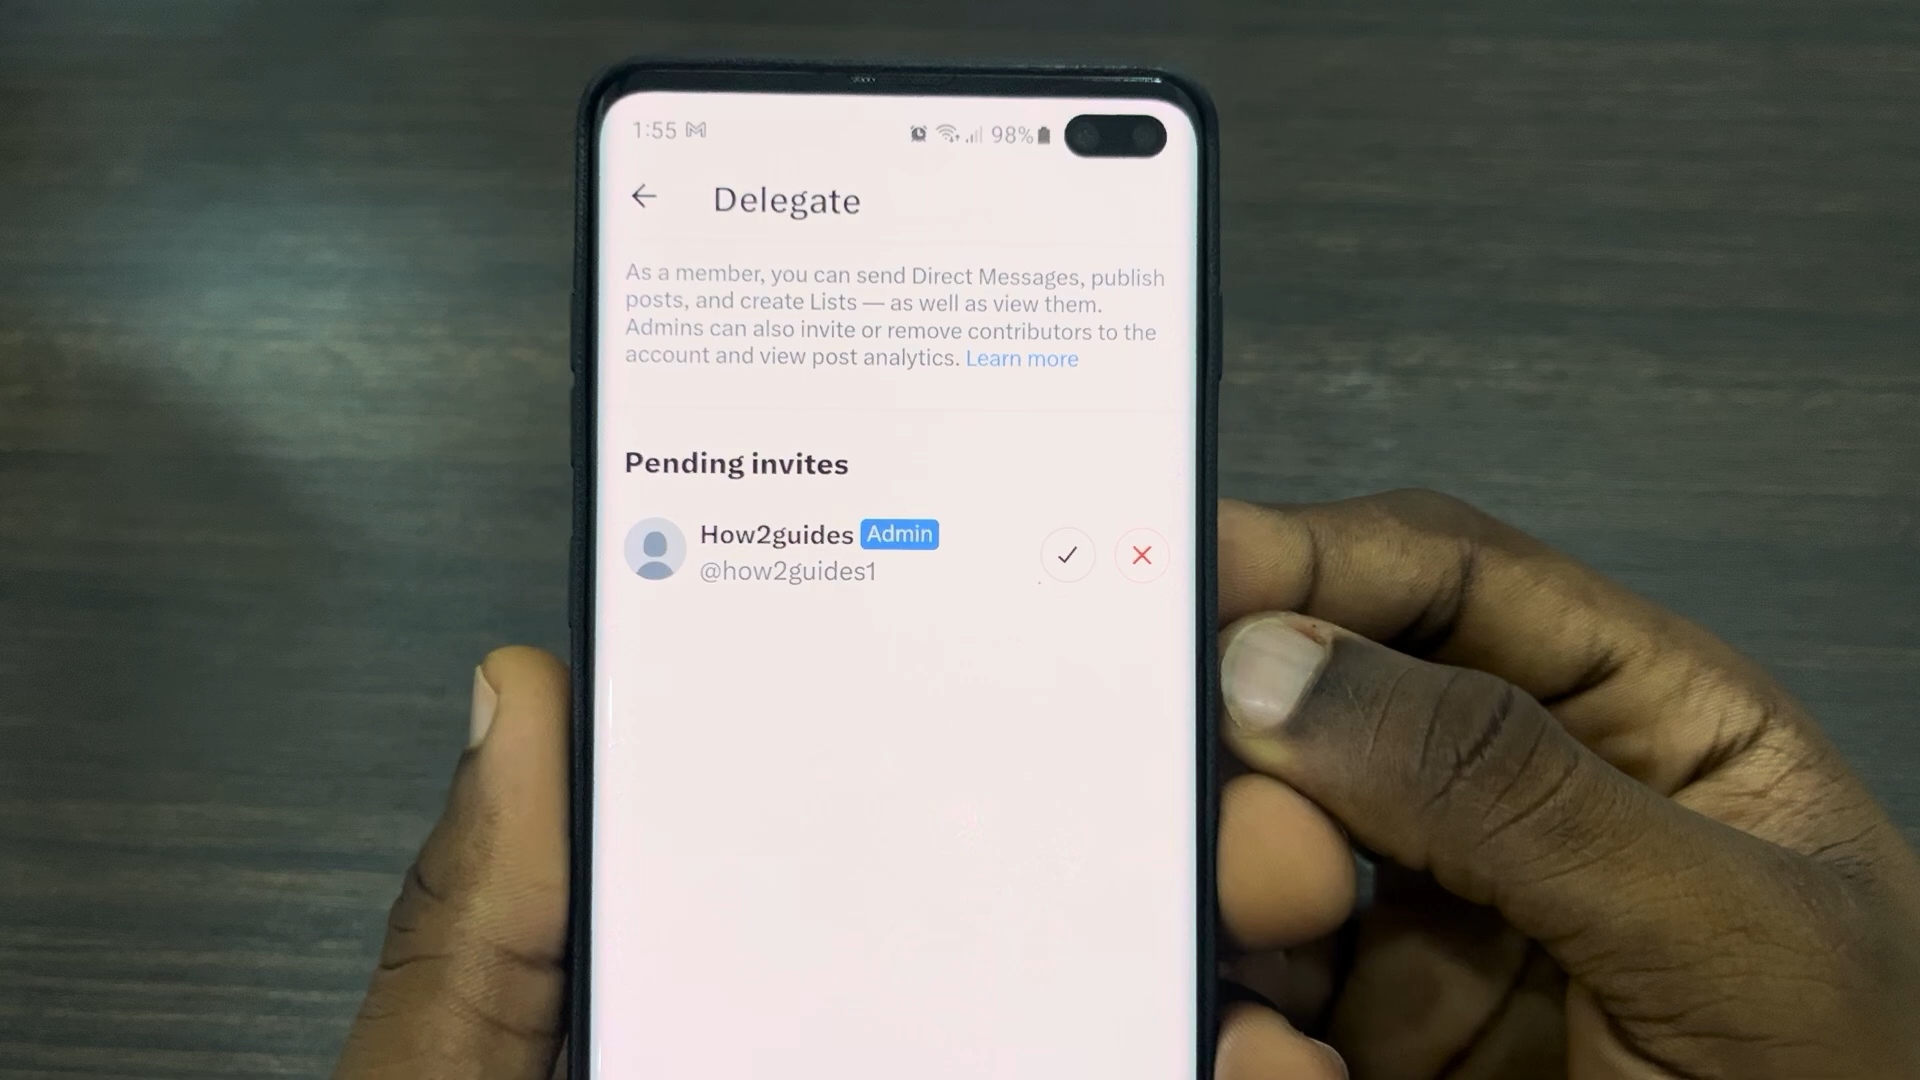 1:55
98%
Delegate
As a member, you can send Direct Messages, publish
posts, and create Lists — as well as view them.
Admins can also invite or remove contributors to the
account and view post analytics. Learn more
Pending invites
How2guides Admin
@how2guides1